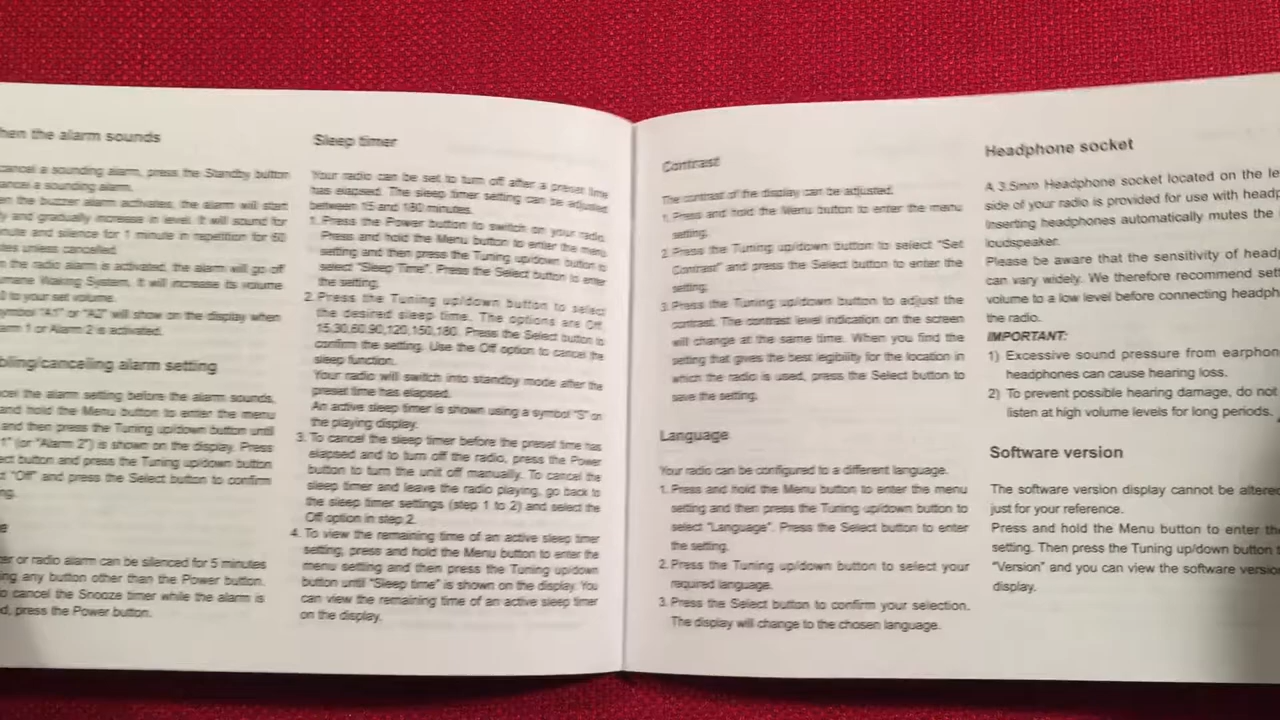 hen the alarm sounds
cancel a sounding alarm, press the Standby button
ancel a sounding alarm.
en the buzzer alarm activates, the alarm will start
y and gradually increase in level. It will sound for
nute and silence for 1 minute in repetition for 60
tes unless cancelled.
n the radio alarm is activated, the alarm will go off
umane Waking System. It will increase its volume
0 to your set volume.
symbol "A1" or "A2" will show on the display when
arm 1 or Alarm 2 is activated.
bling/cancelling alarm setting
ncel the alarm setting before the alarm sounds,
and hold the Menu button to enter the menu
and then press the Tuning up/down button until
1" (or "Alarm 2") is shown on the display. Press
ect button and press the Tuning up/down button
t "Off" and press the Select button to confirm
ng.
e
er or radio alarm can be silenced for 5 minutes
ing any button other than the Power button.
o cancel the Snooze timer while the alarm is
d, press the Power button.
Sleep timer
Your radio can be set to turn off after a preset time
has elapsed. The sleep timer setting can be adjusted
between 15 and 180 minutes.
1. Press the Power button to switch on your radio.
Press and hold the Menu button to enter the menu
setting and then press the Tuning up/down button to
select "Sleep Time". Press the Select button to enter
the setting.
2. Press the Tuning up/down button to select
the desired sleep time. The options are Off,
15,30,60,90,120,150,180. Press the Select button to
confirm the setting. Use the Off option to cancel the
sleep function.
Your radio will switch into standby mode after the
preset time has elapsed.
An active sleep timer is shown using a symbol "S" on
the playing display.
3. To cancel the sleep timer before the preset time has
elapsed and to turn off the radio, press the Power
button to turn the unit off manually. To cancel the
sleep timer and leave the radio playing, go back to
the sleep timer settings (step 1 to 2) and select the
Off option in step 2.
4. To view the remaining time of an active sleep timer
setting, press and hold the Menu button to enter the
menu setting and then press the Tuning up/down
button until "Sleep time" is shown on the display. You
can view the remaining time of an active sleep timer
on the display.
Contrast
The contrast of the display can be adjusted.
1. Press and hold the Menu button to enter the menu
setting.
2. Press the Tuning up/down button to select "Set
Contrast" and press the Select button to enter the
setting.
3. Press the Tuning up/down button to adjust the
contrast. The contrast level indication on the screen
will change at the same time. When you find the
setting that gives the best legibility for the location in
which the radio is used, press the Select button to
save the setting.
Language
Your radio can be configured to a different language.
1. Press and hold the Menu button to enter the menu
setting and then press the Tuning up/down button to
select "Language". Press the Select button to enter
the setting.
2. Press the Tuning up/down button to select your
required language.
3. Press the Select button to confirm your selection.
The display will change to the chosen language.
Headphone socket
A 3.5mm Headphone socket located on the le
side of your radio is provided for use with headp
Inserting headphones automatically mutes the
loudspeaker.
Please be aware that the sensitivity of headp
can vary widely. We therefore recommend sett
volume to a low level before connecting headph
the radio.
IMPORTANT:
1) Excessive sound pressure from earphon
headphones can cause hearing loss.
2) To prevent possible hearing damage, do not
listen at high volume levels for long periods.
Software version
The software version display cannot be altere
just for your reference.
Press and hold the Menu button to enter th
setting. Then press the Tuning up/down button
"Version" and you can view the software versio
display.